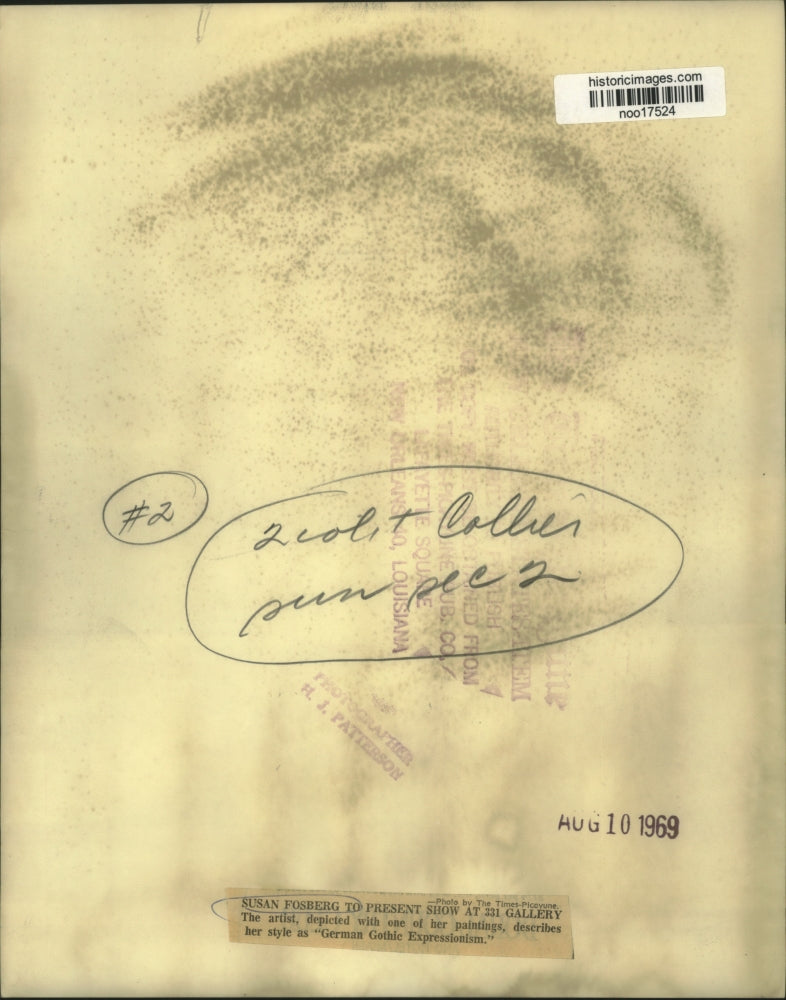 historicimages.com
noo17524
#2
2 col. + Collier
sun sec 2
LAFAYETTE SQUARE
NEW ORLEANS 40, LOUISIANA
PHOTOGRAPHER
H. J. PATTERSON
AUG 10 1969
—Photo by The Times-Picayune.
SUSAN FOSBERG TO PRESENT SHOW AT 331 GALLERY
The artist, depicted with one of her paintings, describes
her style as "German Gothic Expressionism."